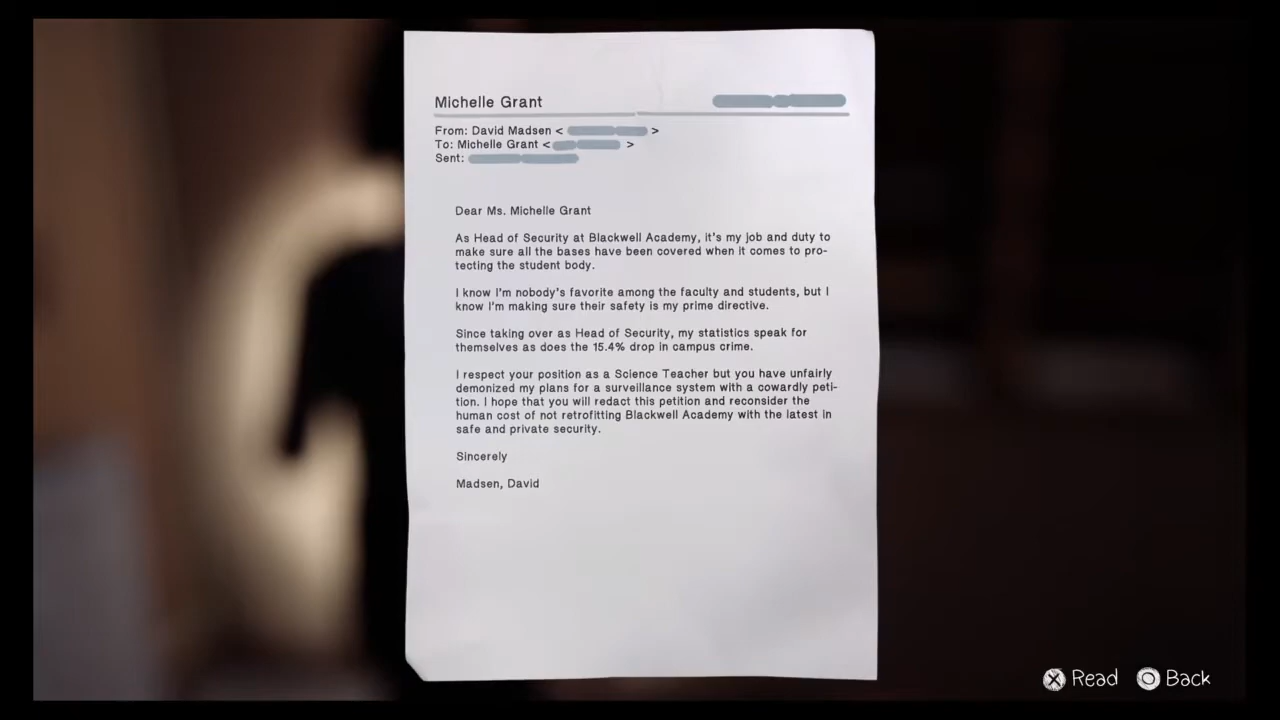 Michelle Grant
From: David Madsen < >
To: Michelle Grant < >
Sent:
Dear Ms. Michelle Grant
As Head of Security at Blackwell Academy, it's my job and duty to
make sure all the bases have been covered when it comes to pro-
tecting the student body.
I know I'm nobody's favorite among the faculty and students, but I
know I'm making sure their safety is my prime directive.
Since taking over as Head of Security, my statistics speak for
themselves as does the 15.4% drop in campus crime.
I respect your position as a Science Teacher but you have unfairly
demonized my plans for a surveillance system with a cowardly peti-
tion. I hope that you will redact this petition and reconsider the
human cost of not retrofitting Blackwell Academy with the latest in
safe and private security.
Sincerely
Madsen, David
Read Back